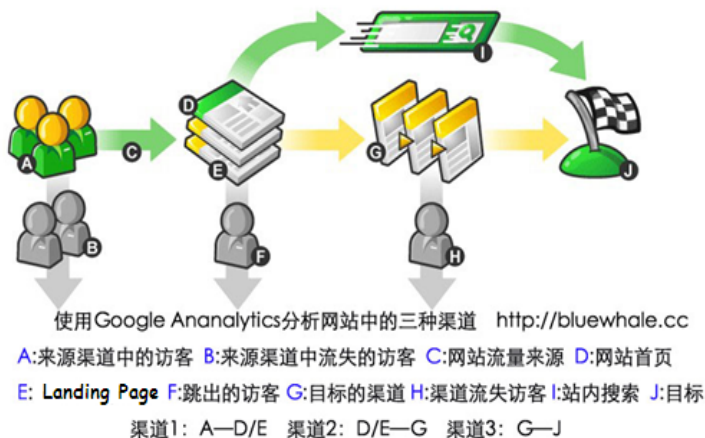 D
I
A
C
E
G
J
B
F
H
使用Google Ananalytics分析网站中的三种渠道 http://bluewhale.cc
A:来源渠道中的访客 B:来源渠道中流失的访客 C:网站流量来源 D:网站首页
E: Landing Page F:跳出的访客 G:目标的渠道 H:渠道流失访客 I:站内搜索 J:目标
渠道1: A—D/E 渠道2: D/E—G 渠道3: G—J